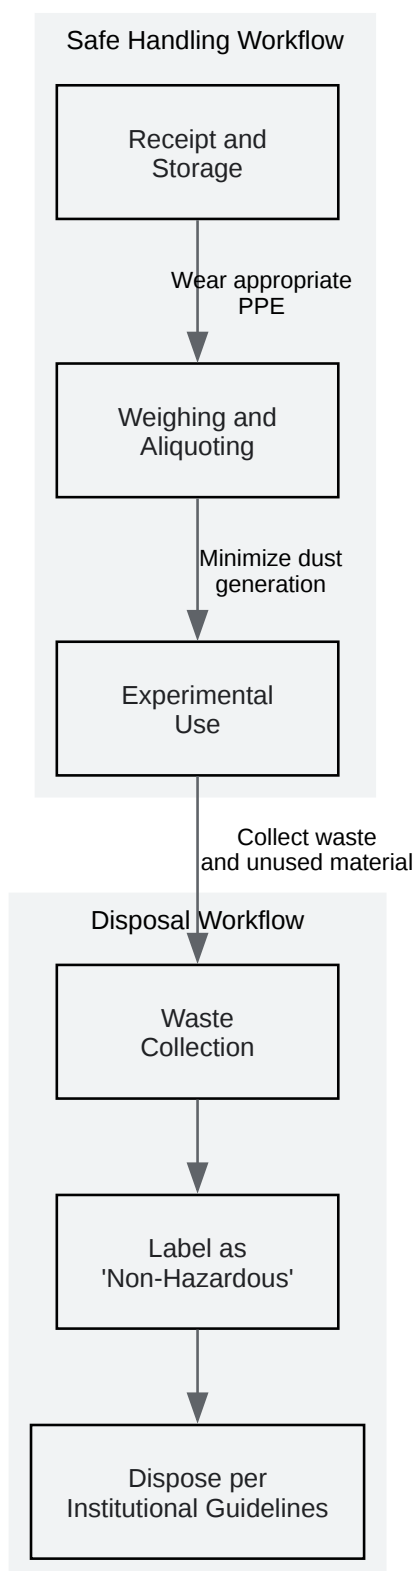 Safe Handling Workflow
Receipt and
Storage
Wear appropriate
PPE
Weighing and
Aliquoting
Minimize dust
generation
Experimental
Use
Collect waste
and unused material
Disposal Workflow
Waste
Collection
Label as
'Non-Hazardous'
Dispose per
Institutional Guidelines